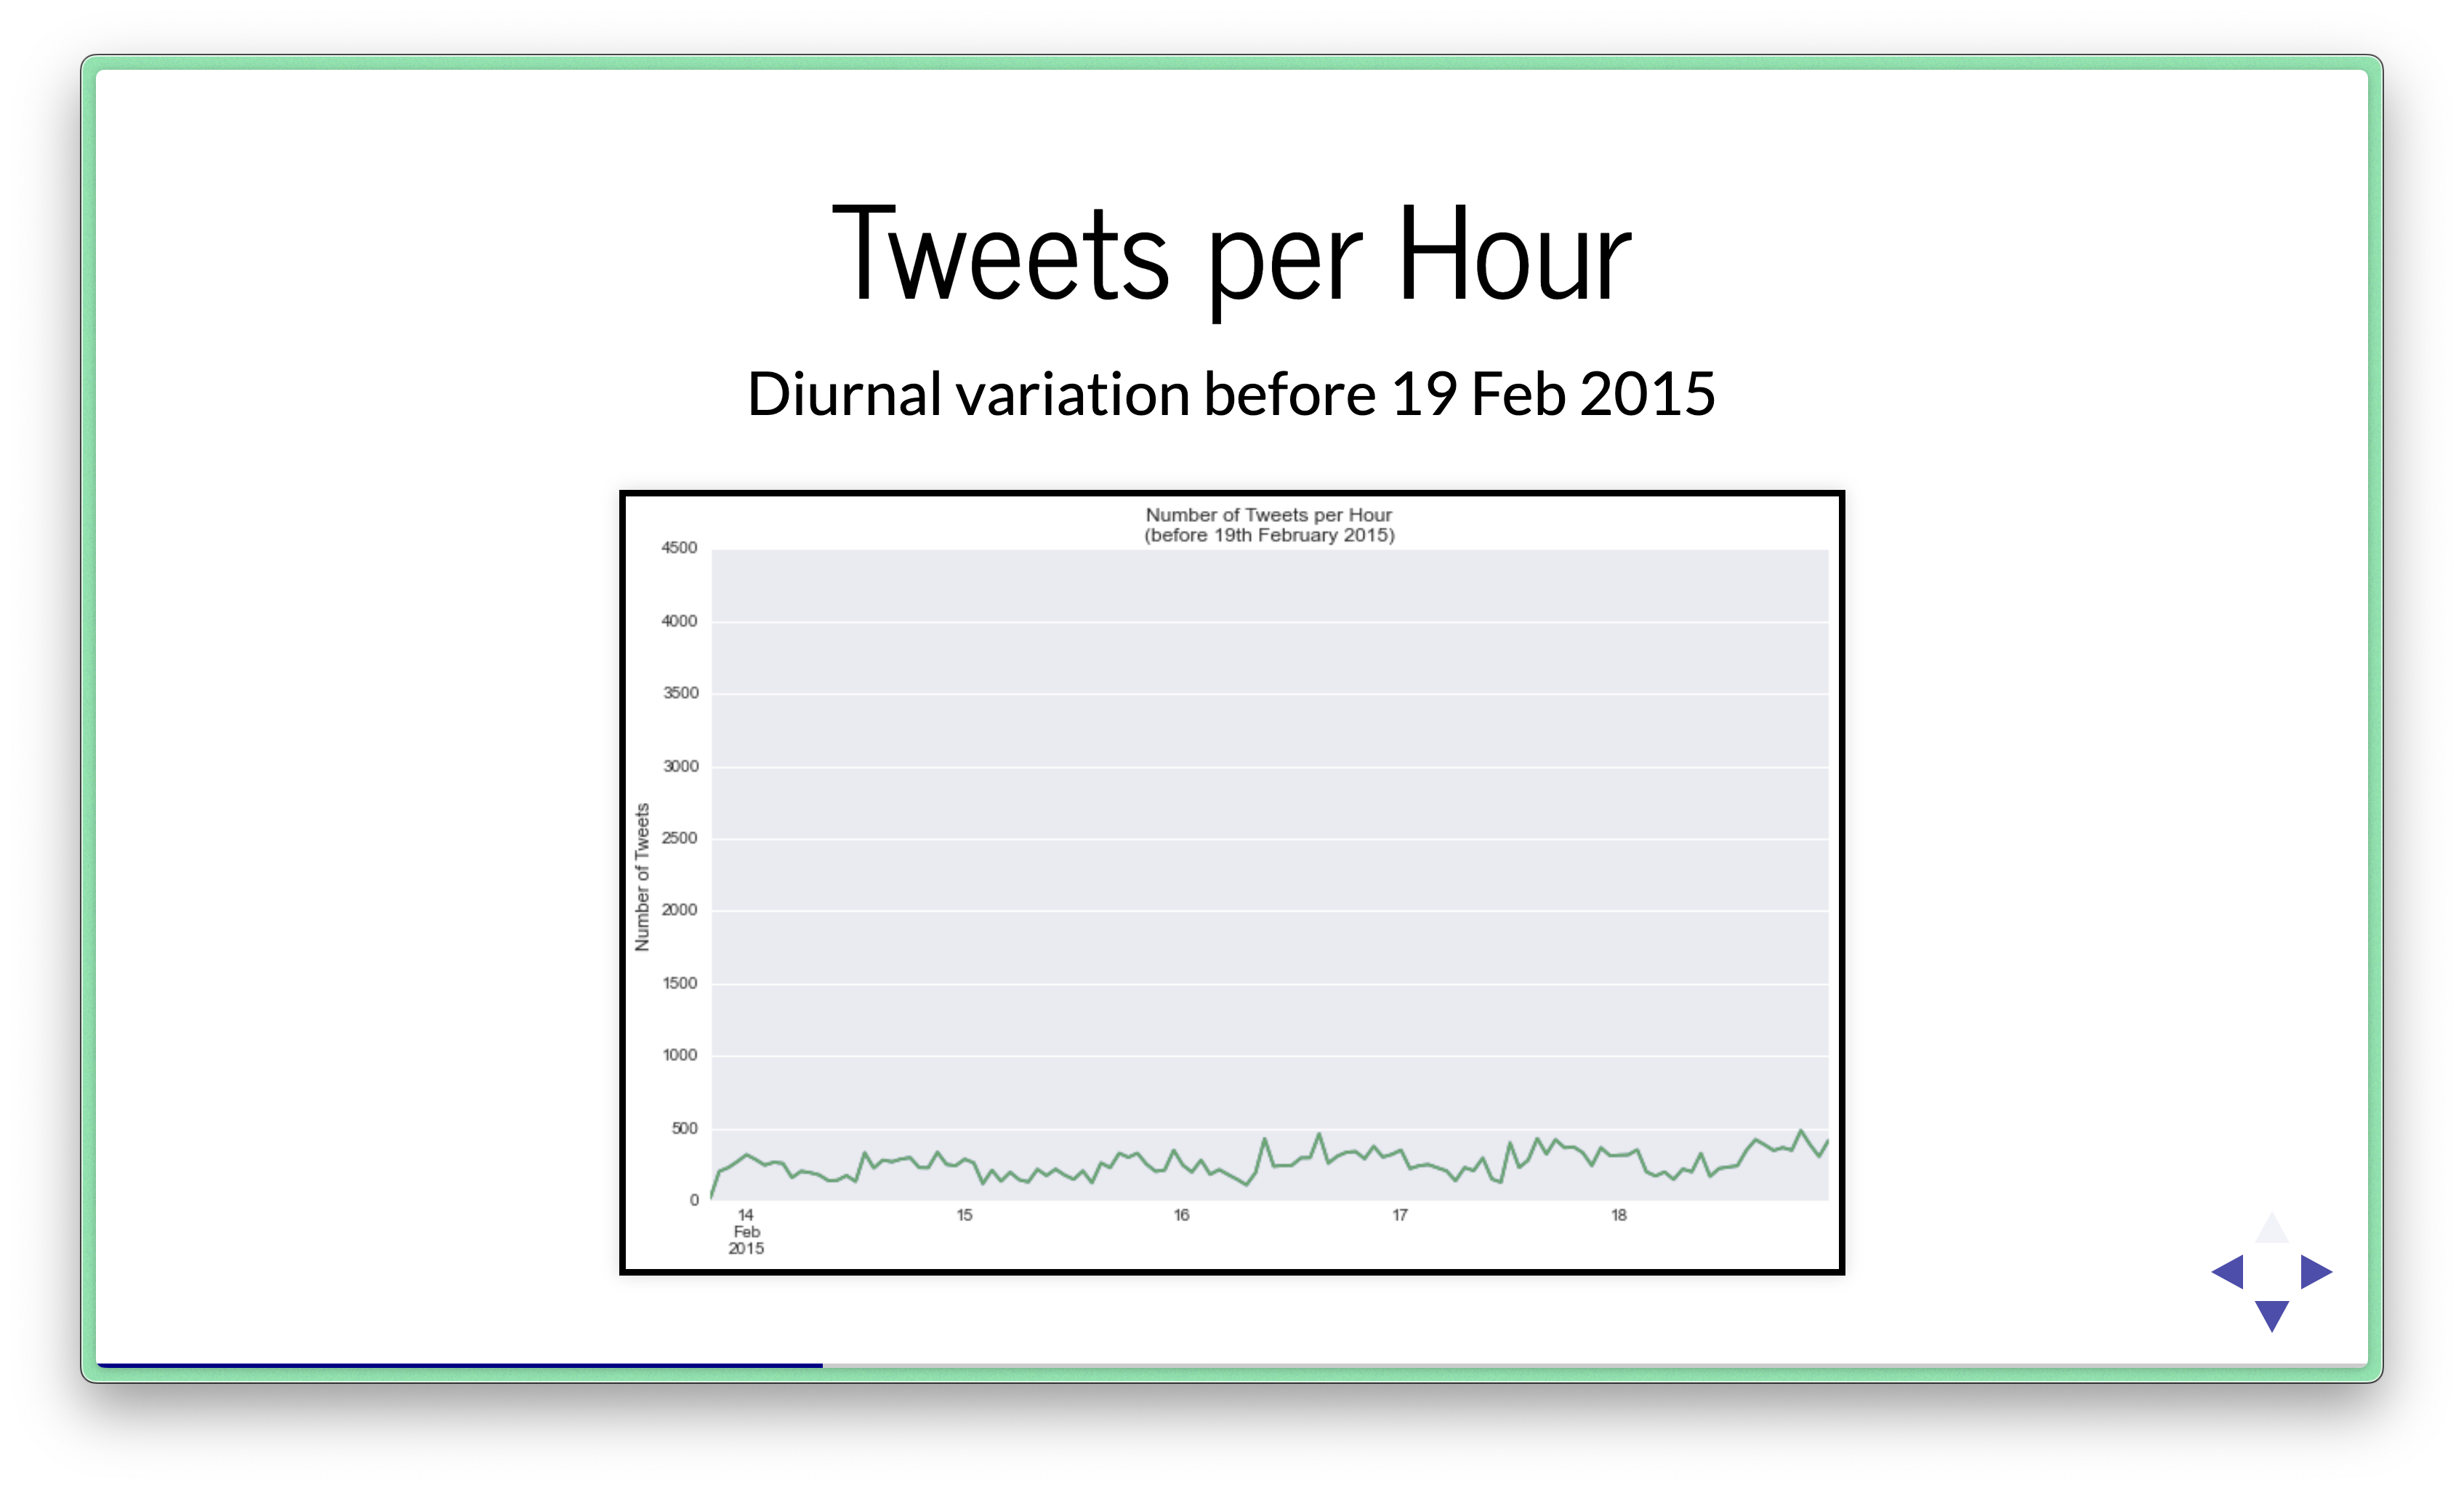 Tweets per Hour
Diurnal variation before 19 Feb 2015
Number of Tweets per Hour
(before 19th February 2015)
4500
4000
3500
3000
2500
2000
1500
1000
500
0
Number of Tweets
14 15 16 17 18
Feb
2015